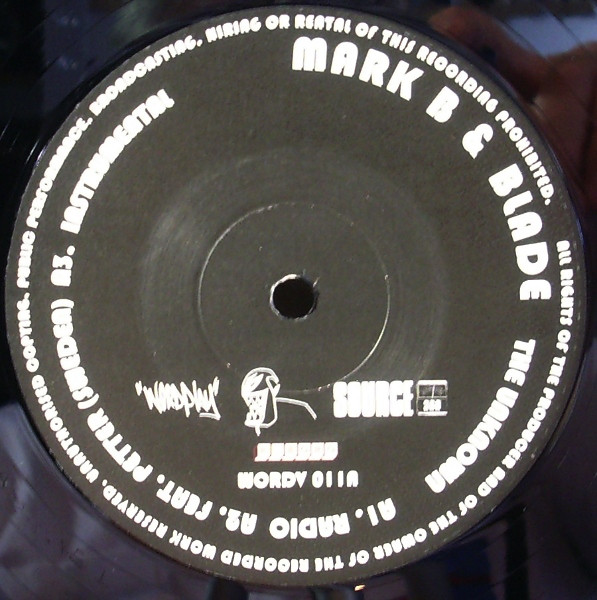 MARK B & BLADE
THE UNKNOWN
A1. RADIO A2. FEAT. PETTER (SWEDEN) A3. INSTRUMENTAL
"WORDPLAY"
SOURCE
WORDV 011A
ALL RIGHTS OF THE PRODUCER AND OF THE OWNER OF THE RECORDED WORK RESERVED. UNAUTHORISED COPYING, PUBLIC PERFORMANCE, BROADCASTING, HIRING OR RENTAL OF THIS RECORDING PROHIBITED.